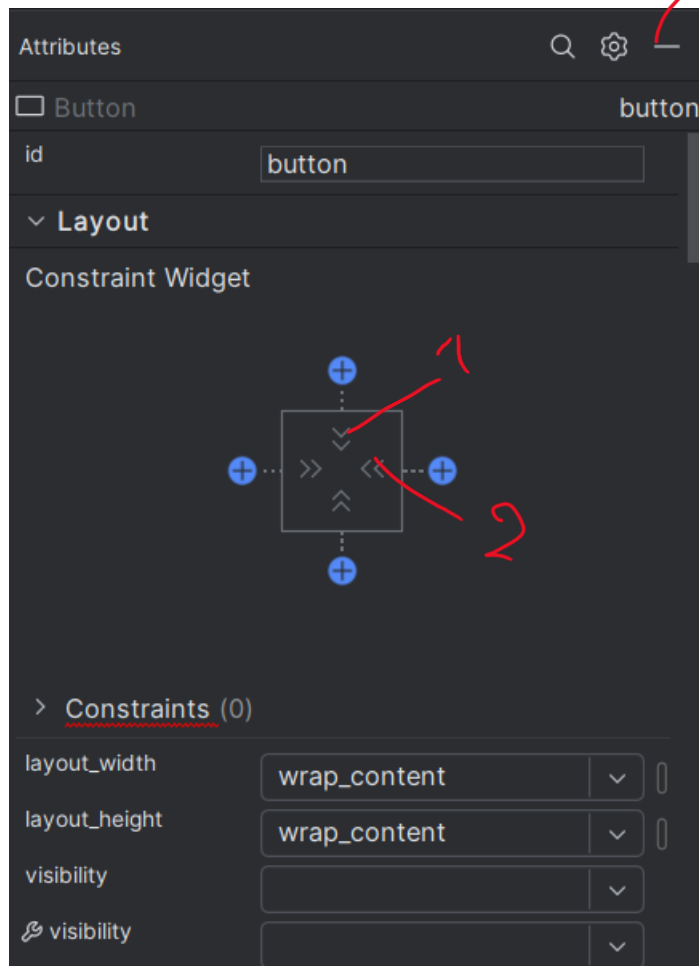 Attributes
Button button
id button
Layout
Constraint Widget
1
2
Constraints (0)
layout_width wrap_content
layout_height wrap_content
visibility
visibility